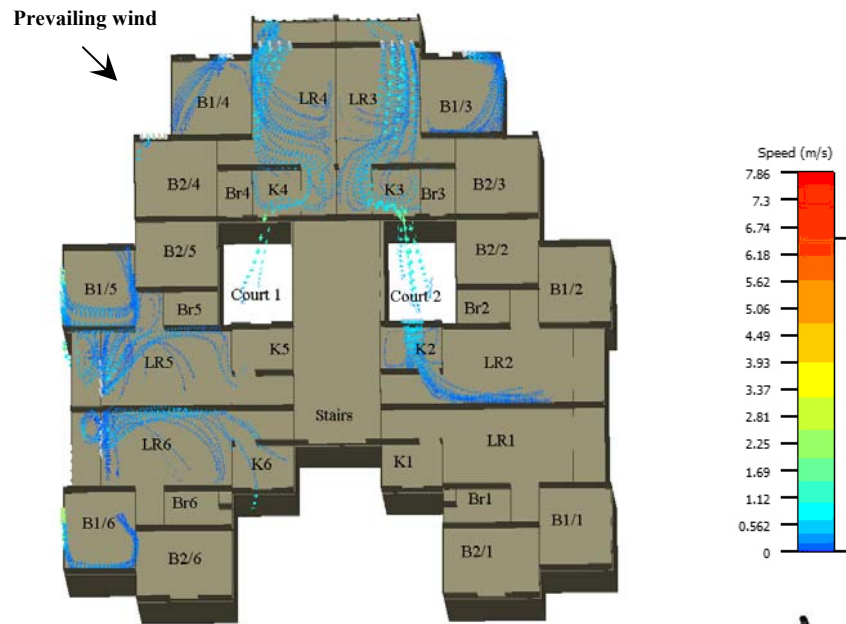 Prevailing wind
LR4 LR3
B1/4 B1/3
B2/4 Br4 K4 K3 Br3 B2/3
B2/5 B2/2
B1/5 Court 1 Court 2 B1/2
Br5 Br2
LR5 K5 K2 LR2
Stairs
LR6 K6 K1 LR1
B1/6 Br6 Br1 B1/1
B2/6 B2/1
Speed (m/s)
7.86
7.3
6.74
6.18
5.62
5.06
4.49
3.93
3.37
2.81
2.25
1.69
1.12
0.562
0